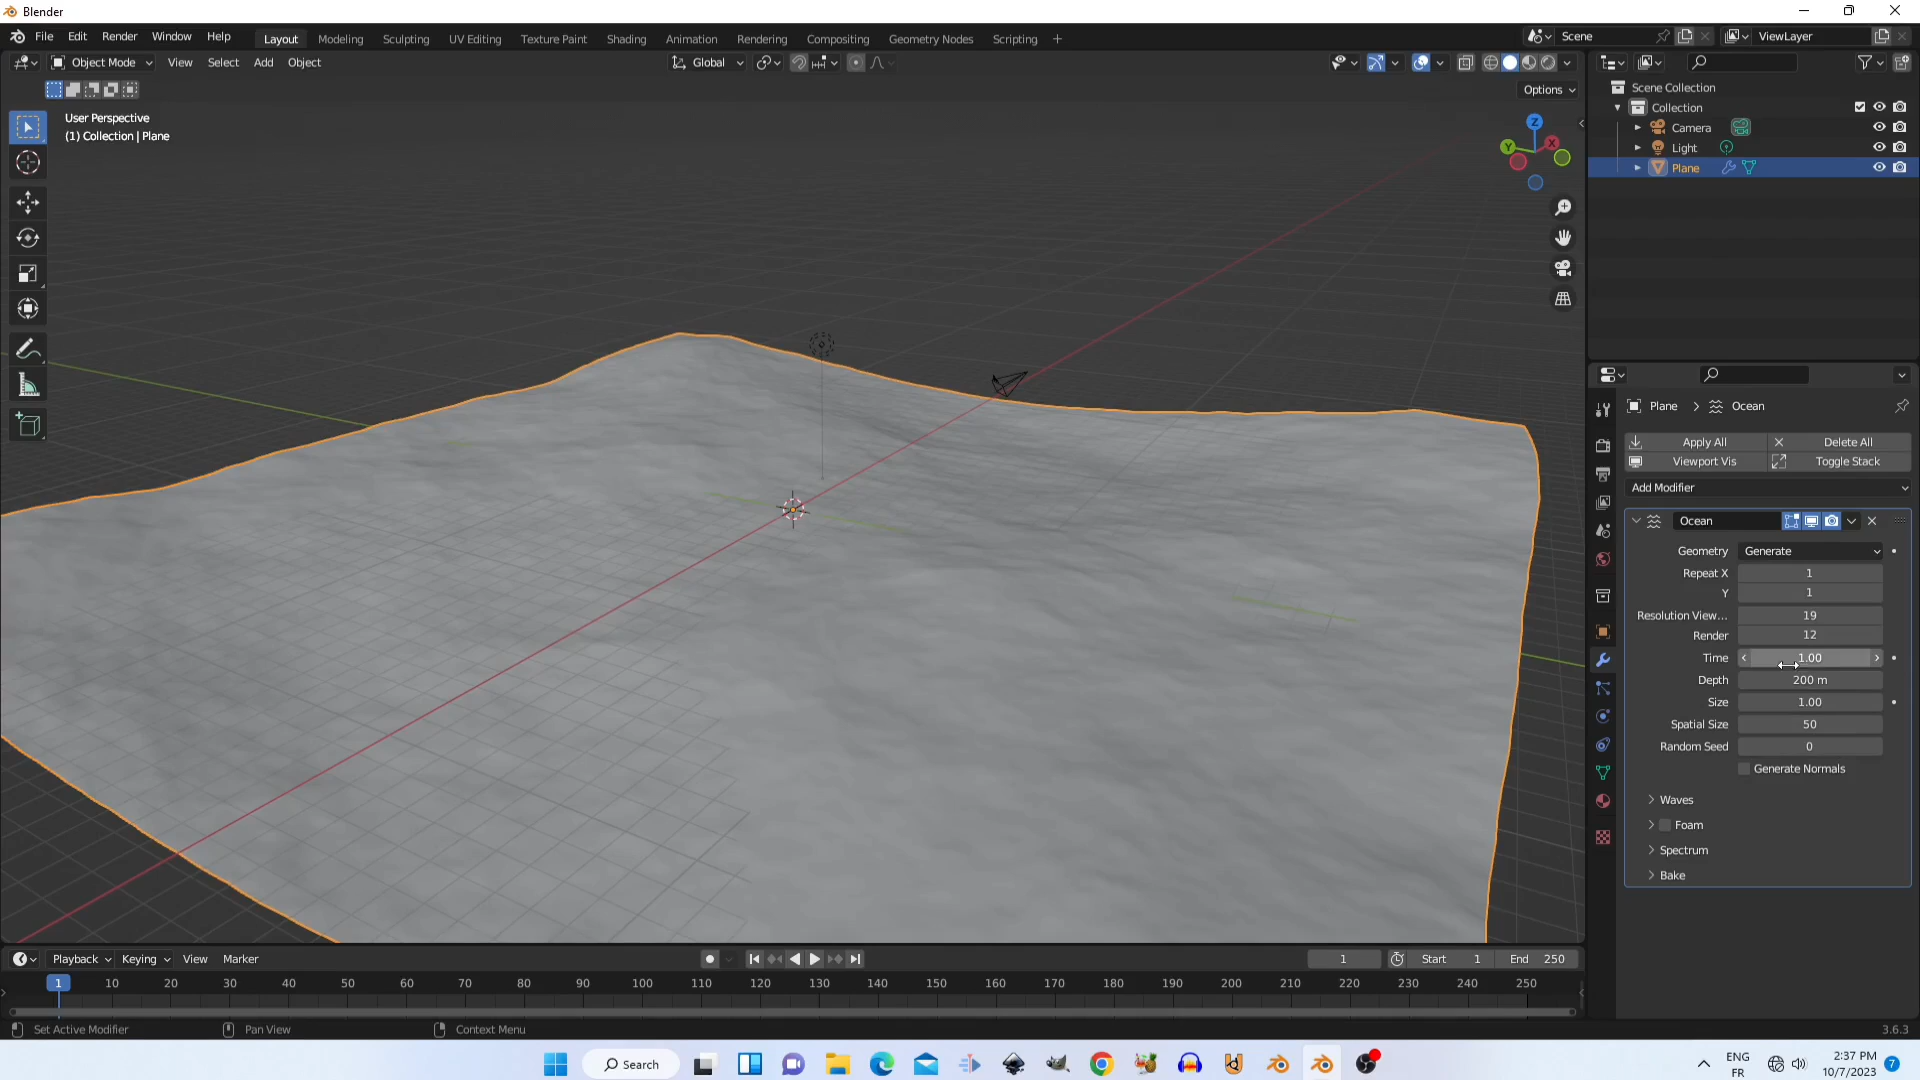 Blender
File Edit Render Window Help Layout Modeling Sculpting UV Editing Texture Paint Shading Animation Rendering Compositing Geometry Nodes Scripting + Scene ViewLayer
Object Mode View Select Add Object Global
Options
User Perspective
(1) Collection | Plane
Z
Y
X
Scene Collection
Collection
Camera
Light
Plane
Plane > Ocean
Apply All Delete All
Viewport Vis Toggle Stack
Add Modifier
Ocean
Geometry Generate
Repeat X 1
Y 1
Resolution View... 19
Render 12
Time 1.00
Depth 200 m
Size 1.00
Spatial Size 50
Random Seed 0
Generate Normals
Waves
Foam
Spectrum
Bake
Playback Keying View Marker 1 Start 1 End 250
1 10 20 30 40 50 60 70 80 90 100 110 120 130 140 150 160 170 180 190 200 210 220 230 240 250
Set Active Modifier Pan View Context Menu 3.6.3
Search
ENG
FR
2:37 PM
10/7/2023
7